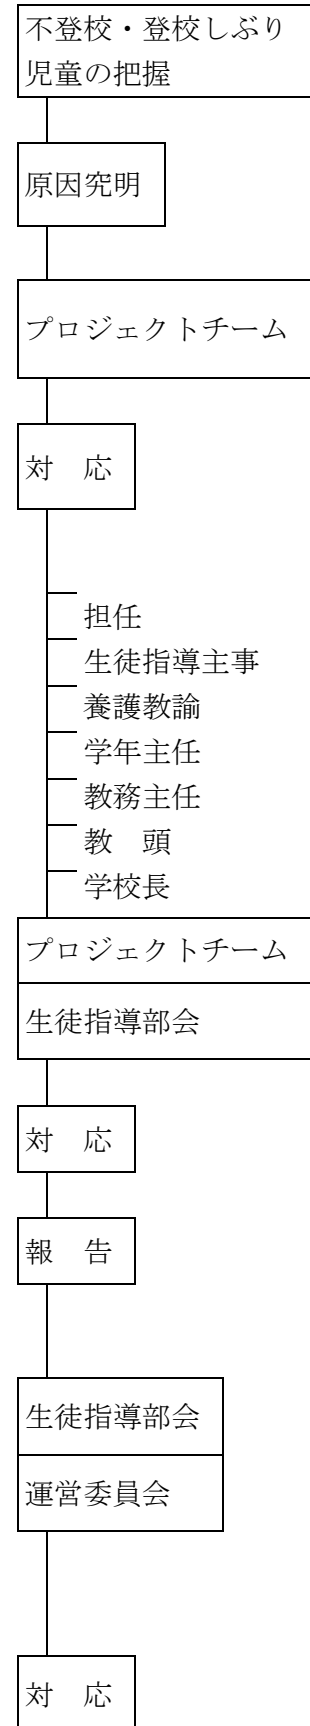 不登校・登校しぶり
児童の把握
原因究明
プロジェクトチーム
対　応
担任
生徒指導主事
養護教諭
学年主任
教務主任
教　頭
学校長
プロジェクトチーム
生徒指導部会
対　応
報　告
生徒指導部会
運営委員会
対　応